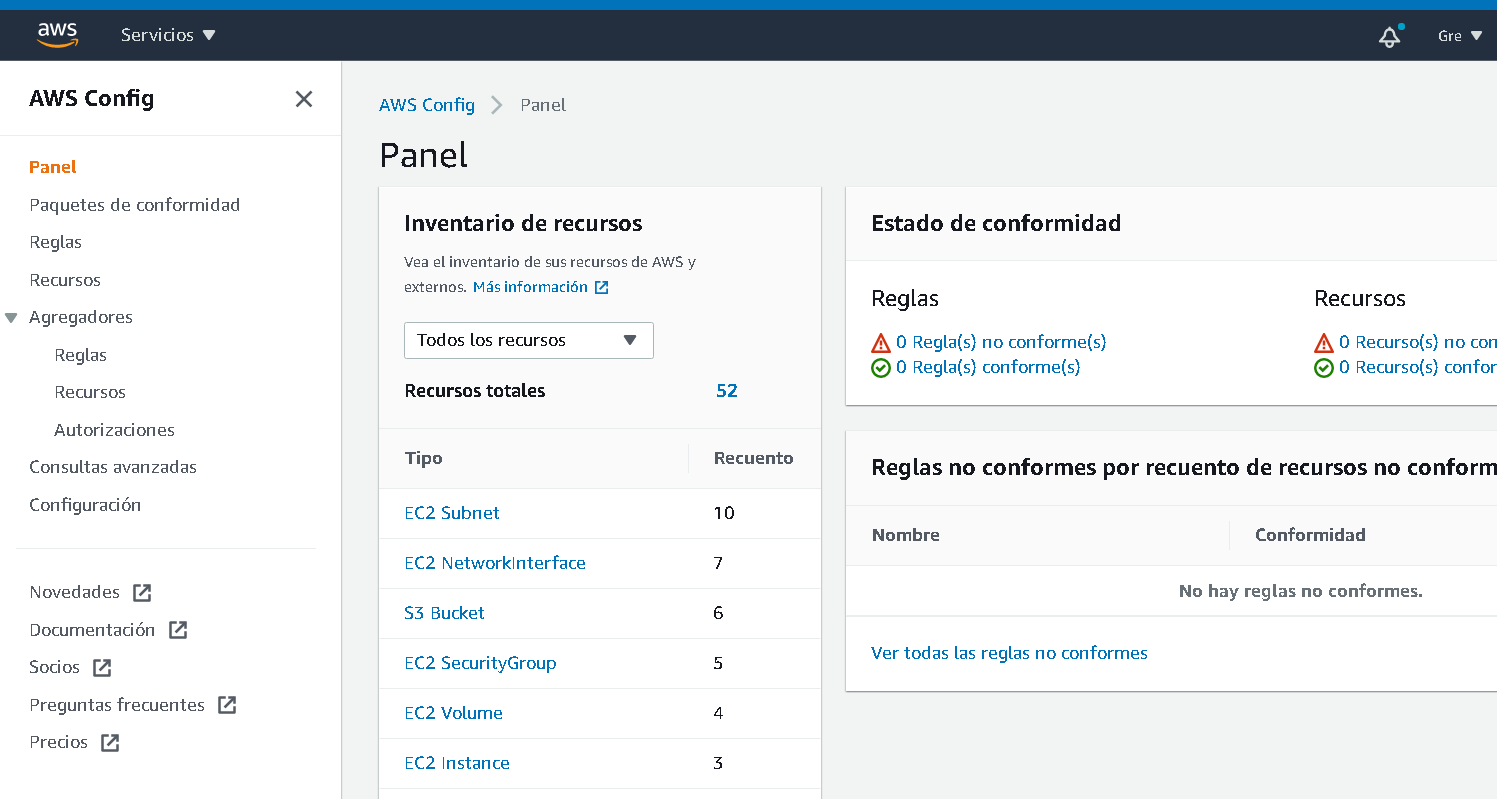 aws
Servicios
Gre
AWS Config
Panel
Paquetes de conformidad
Reglas
Recursos
Agregadores
Reglas
Recursos
Autorizaciones
Consultas avanzadas
Configuración
Novedades
Documentación
Socios
Preguntas frecuentes
Precios
AWS Config Panel
Panel
Inventario de recursos
Vea el inventario de sus recursos de AWS y
externos. Más información
Todos los recursos
Recursos totales 52
Tipo Recuento
EC2 Subnet 10
EC2 NetworkInterface 7
S3 Bucket 6
EC2 SecurityGroup 5
EC2 Volume 4
EC2 Instance 3
Estado de conformidad
Reglas
0 Regla(s) no conforme(s)
0 Regla(s) conforme(s)
Recursos
0 Recurso(s) no con
0 Recurso(s) confor
Reglas no conformes por recuento de recursos no conform
Nombre Conformidad
No hay reglas no conformes.
Ver todas las reglas no conformes